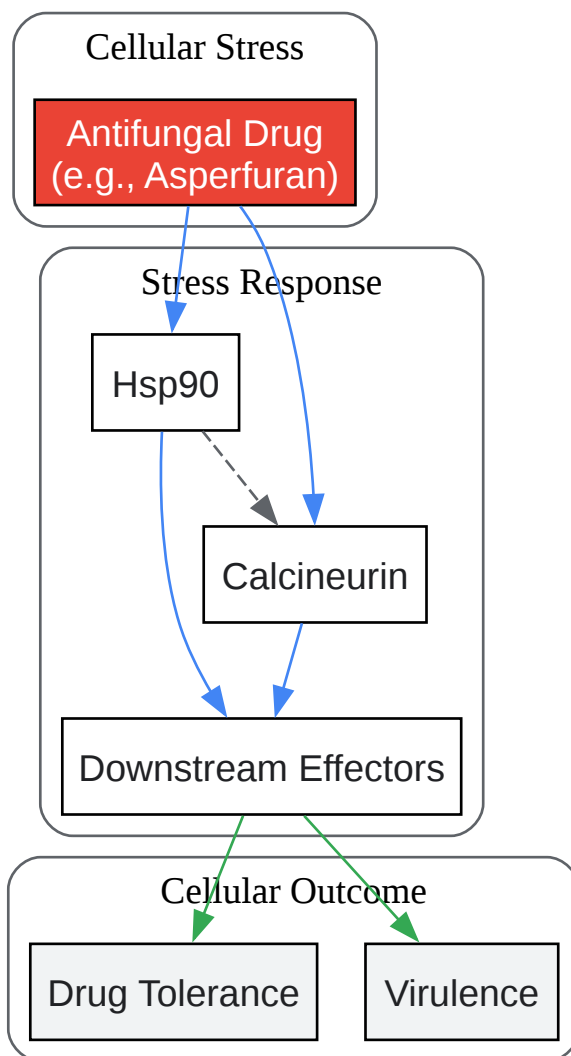 Cellular Stress
Antifungal Drug
(e.g., Asperfuran)
Stress Response
Hsp90
Calcineurin
Downstream Effectors
Cellular Outcome
Drug Tolerance
Virulence